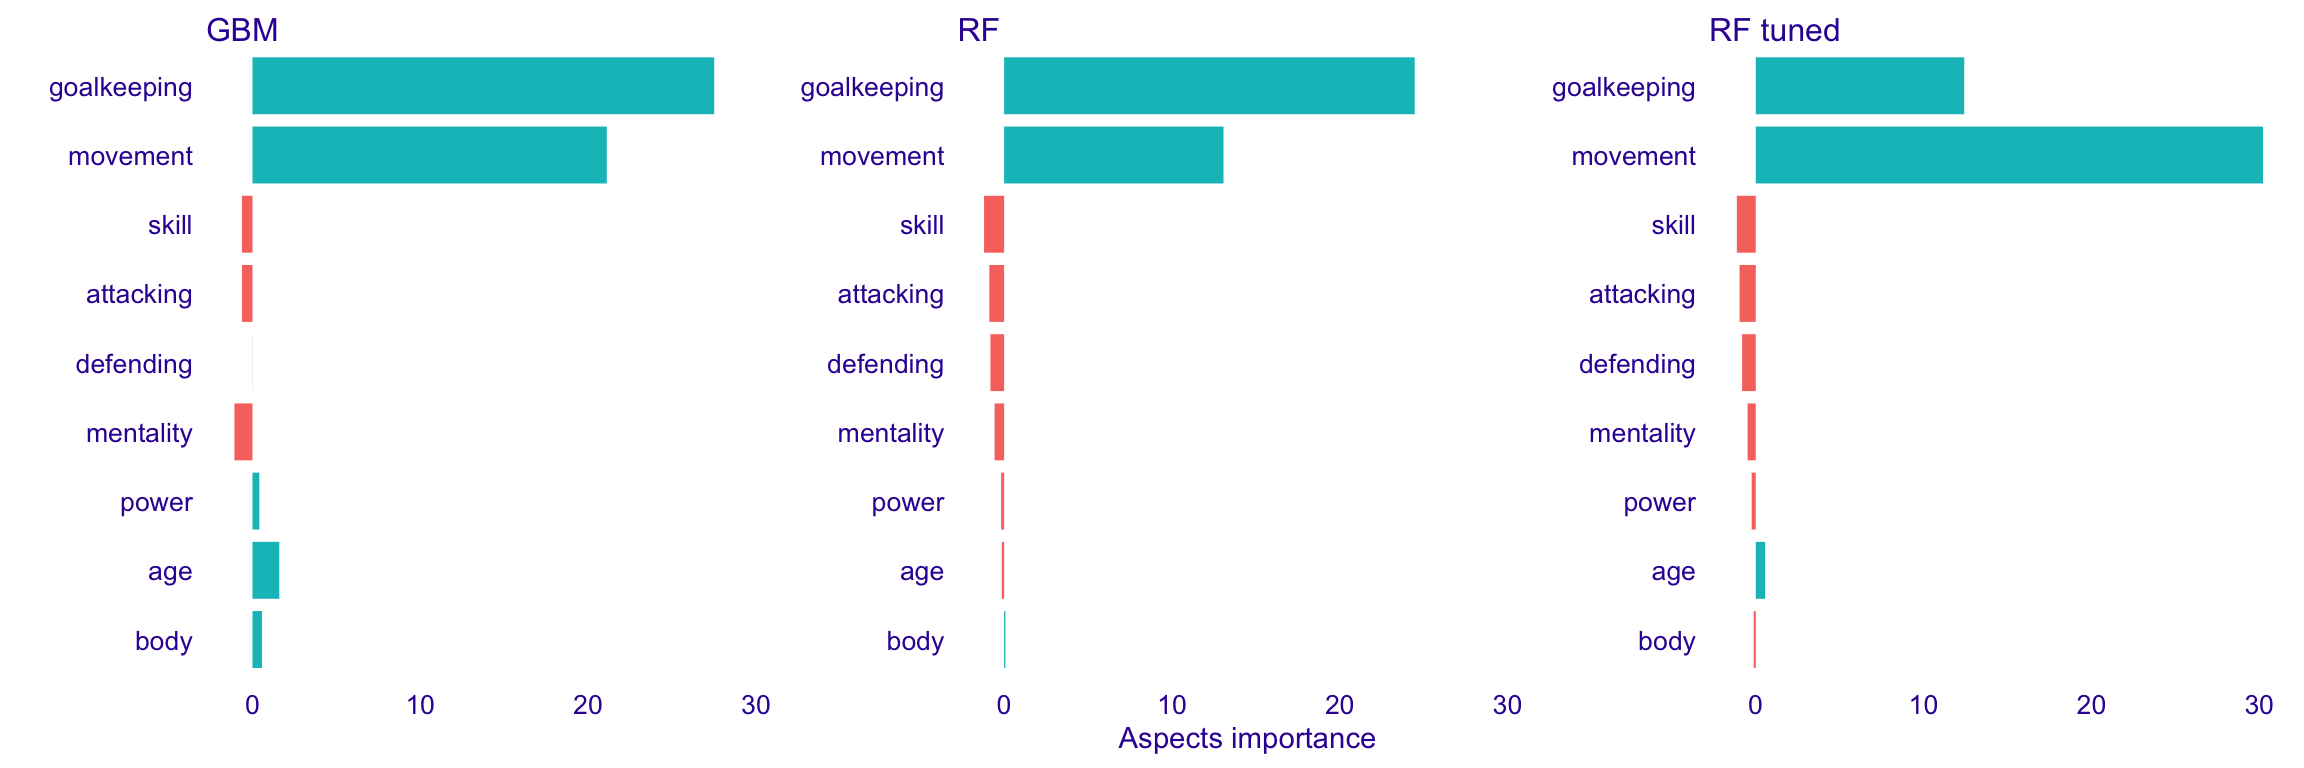 GBM
goalkeeping
movement
skill
attacking
defending
mentality
power
age
body
0 10 20 30
RF
goalkeeping
movement
skill
attacking
defending
mentality
power
age
body
0 10 20 30
RF tuned
goalkeeping
movement
skill
attacking
defending
mentality
power
age
body
0 10 20 30
Aspects importance